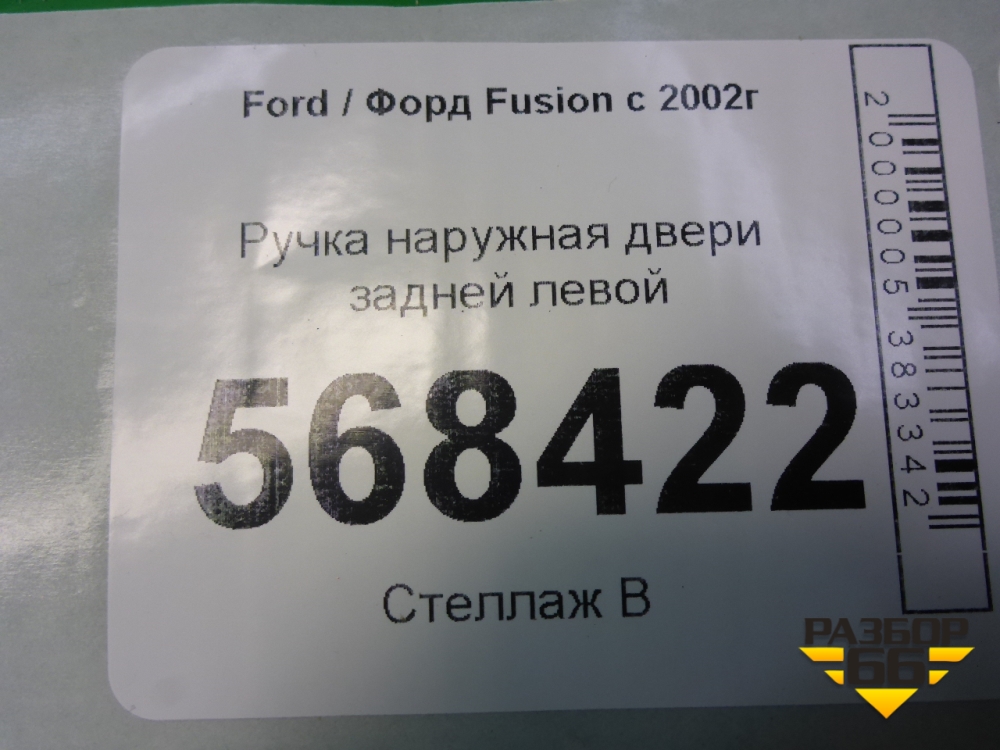 Ford / Форд Fusion с 2002г
Ручка наружная двери
задней левой
568422
Стеллаж В
2000005383342
РАЗБОР
66